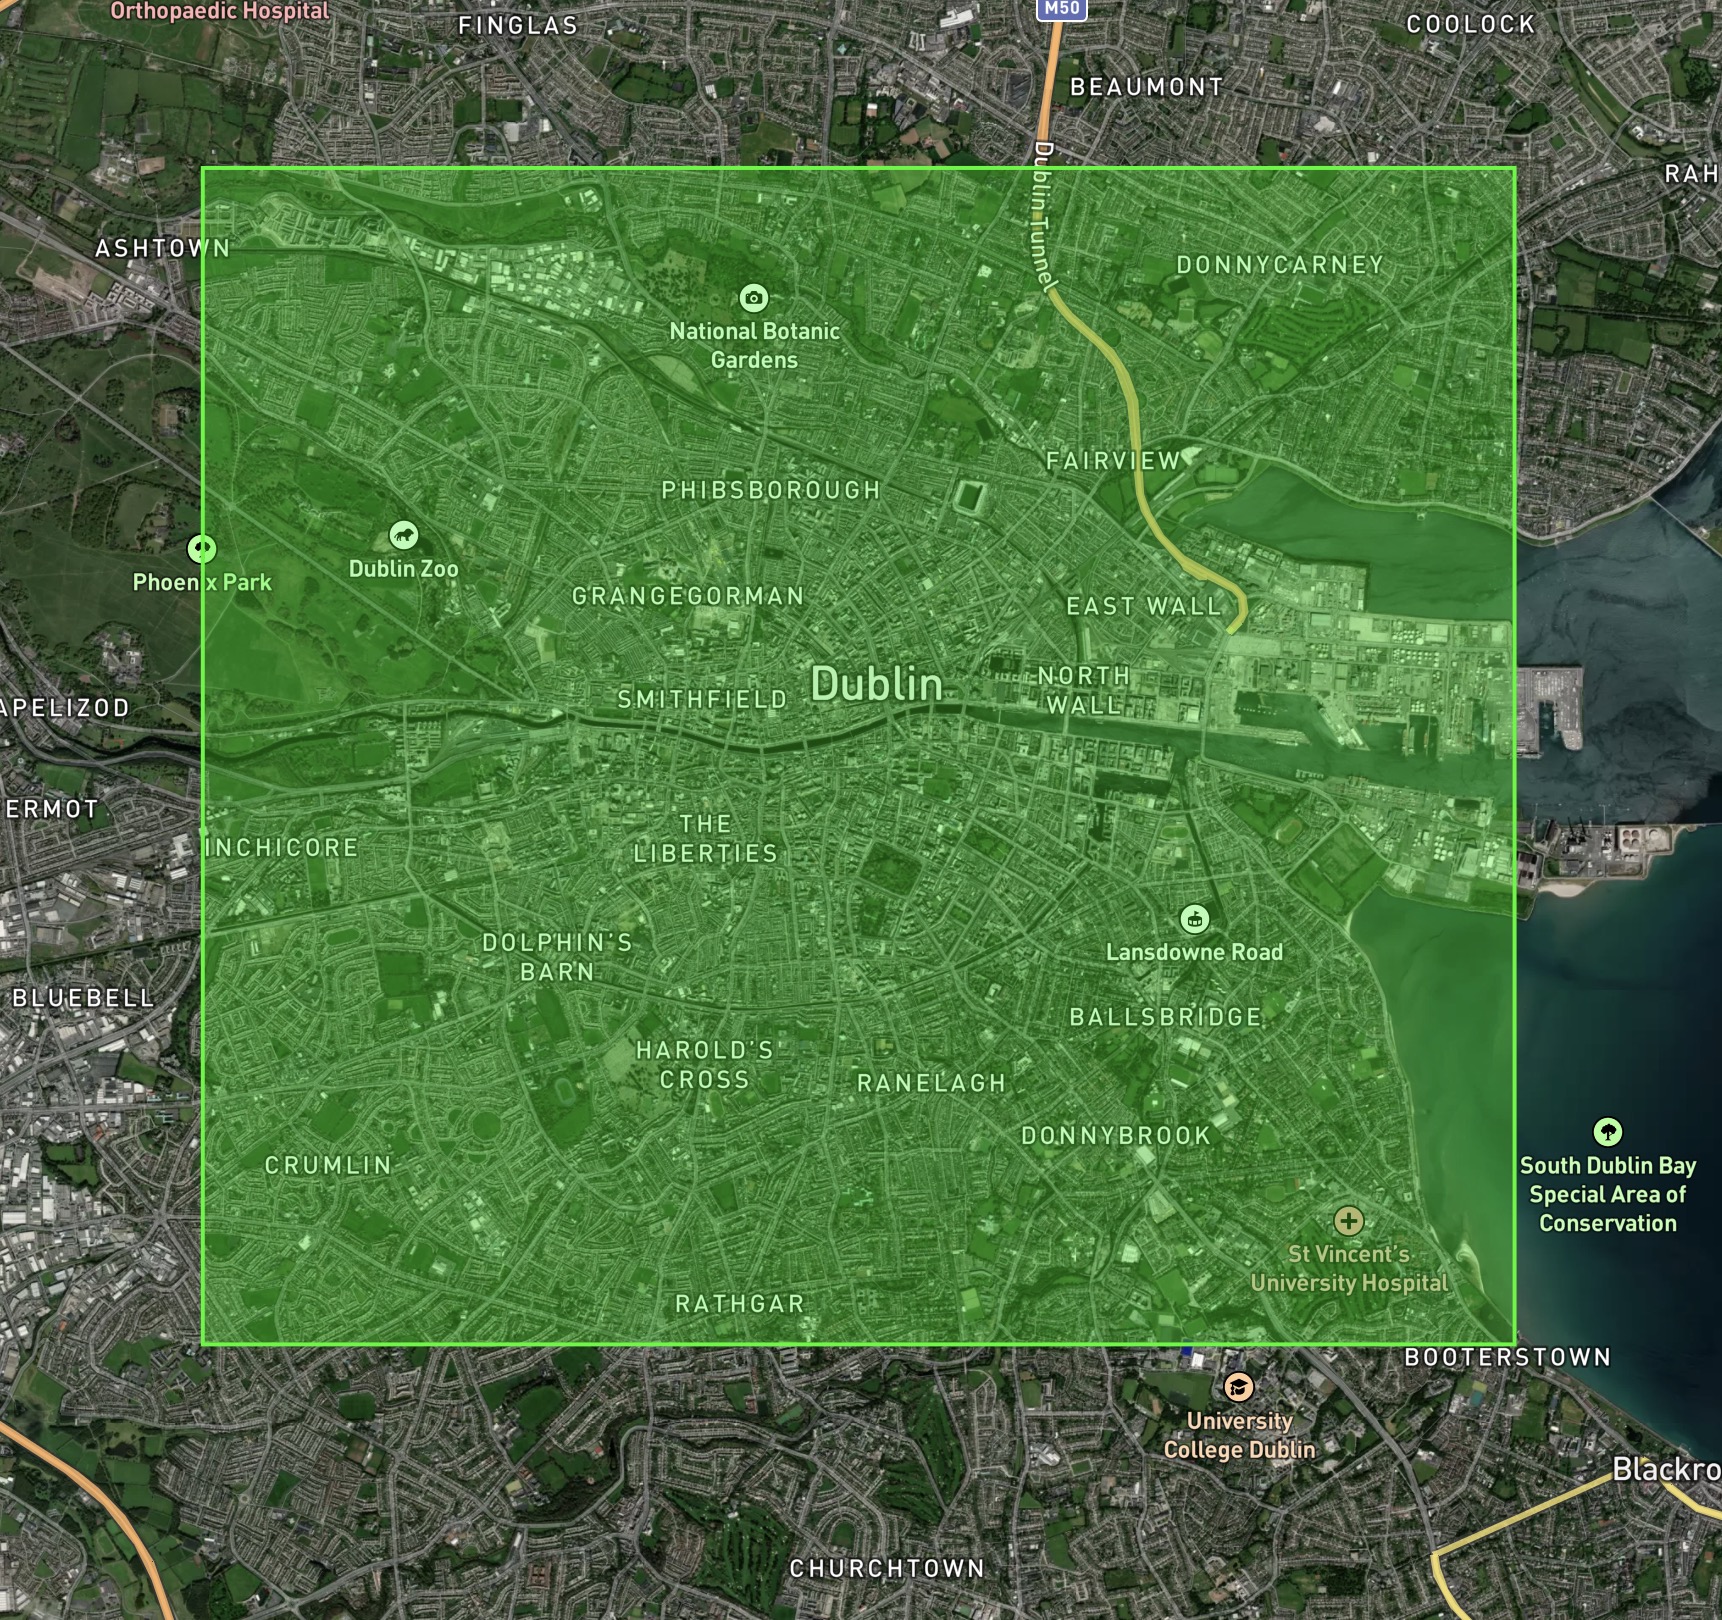 Orthopaedic Hospital
FINGLAS
M50
COOLOCK
BEAUMONT
Dublin Tunnel
RAH
ASHTOWN
DONNYCARNEY
National Botanic
Gardens
FAIRVIEW
PHIBSBOROUGH
Phoenix Park
Dublin Zoo
GRANGEGORMAN
EAST WALL
Dublin
NORTH
WALL
SMITHFIELD
APELIZOD
ERMOT
INCHICORE
THE
LIBERTIES
DOLPHIN'S
BARN
Lansdowne Road
BLUEBELL
BALLSBRIDGE
HAROLD'S
CROSS
RANELAGH
DONNYBROOK
CRUMLIN
South Dublin Bay
Special Area of
Conservation
St Vincent's
University Hospital
RATHGAR
BOOTERSTOWN
University
College Dublin
Blackro
CHURCHTOWN